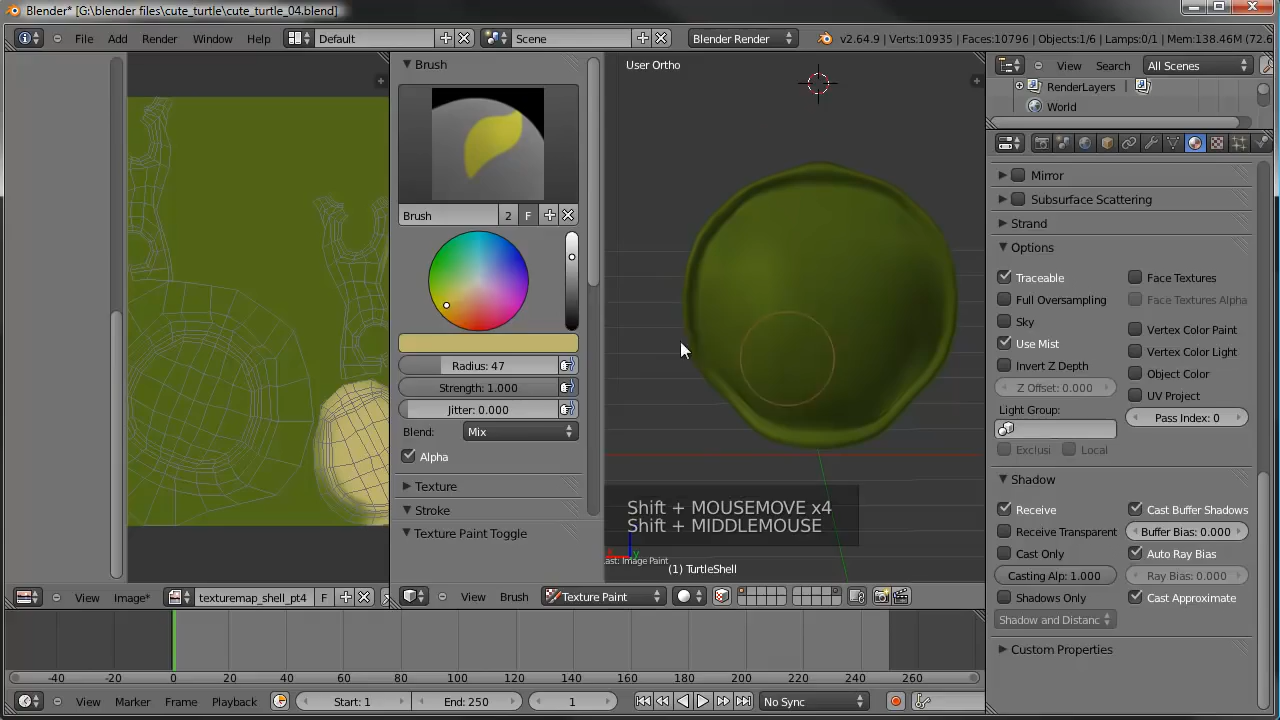 Blender* [G:\blender files\cute_turtle\cute_turtle_04.blend]
File Add Render Window Help Default Scene Blender Render v2.64.9 | Verts:10935 | Faces:10796 | Objects:1/6 | Lamps:0/1 | Mem:138.46M (72.6
Brush
User Ortho
View Search All Scenes
RenderLayers
World
Mirror
Subsurface Scattering
Brush 2 F
Strand
Options
Traceable Face Textures
Full Oversampling Face Textures Alpha
Sky
Vertex Color Paint
Use Mist
Vertex Color Light
Invert Z Depth
Object Color
Radius: 47
Strength: 1.000
Z Offset: 0.000
UV Project
Jitter: 0.000
Light Group:
Pass Index: 0
Blend: Mix
Exclusi Local
Alpha
Shadow
Texture
Stroke
Receive Cast Buffer Shadows
Shift + MOUSEMOVE x4
Shift + MIDDLEMOUSE
Receive Transparent Buffer Bias: 0.000
Texture Paint Toggle
Cast Only Auto Ray Bias
y
ast: Image Paint
(1) TurtleShell
Casting Alp: 1.000 Ray Bias: 0.000
Shadows Only Cast Approximate
View Image* texturemap_shell_pt4 F View Brush Texture Paint
Shadow and Distanc
Custom Properties
-40 -20 0 20 40 60 80 100 120 140 160 180 200 220 240 260
View Marker Frame Playback Start: 1 End: 250 1 No Sync